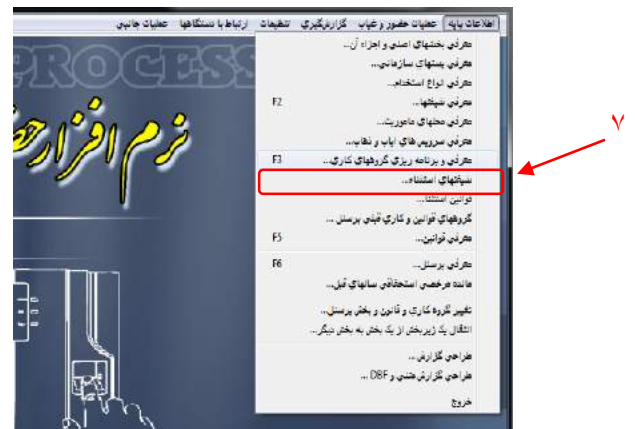 اطلاعات پایه عملیات حضور و غیاب گزارش‌گیری تنظیمات ارتباط با دستگاهها عملیات جانبی
PROCESS
نرم افزار حض
معرفی بخشهای اصلی و اجزاء آن...
معرفی پستهای سازمانی...
معرفی انواع استخدام...
معرفی شیفتها... F2
معرفی محلهای ماموریت...
معرفی سرویس های ایاب و ذهاب...
معرفی و برنامه ریزی گروههای کاری... F3
شیفتهای استثناء...
۷
قوانین استثنا...
گروههای قوانین و کاری قبلی پرسنل ...
معرفی قوانین... F5
معرفی پرسنل... F6
مانده مرخصی استحقاقی سالهای قبل...
تغییر گروه کاری و قانون و بخش پرسنل...
انتقال یک زیربخش از یک بخش به بخش دیگر...
طراحی گزارش ...
طراحی گزارش متنی و DBF ...
خروج